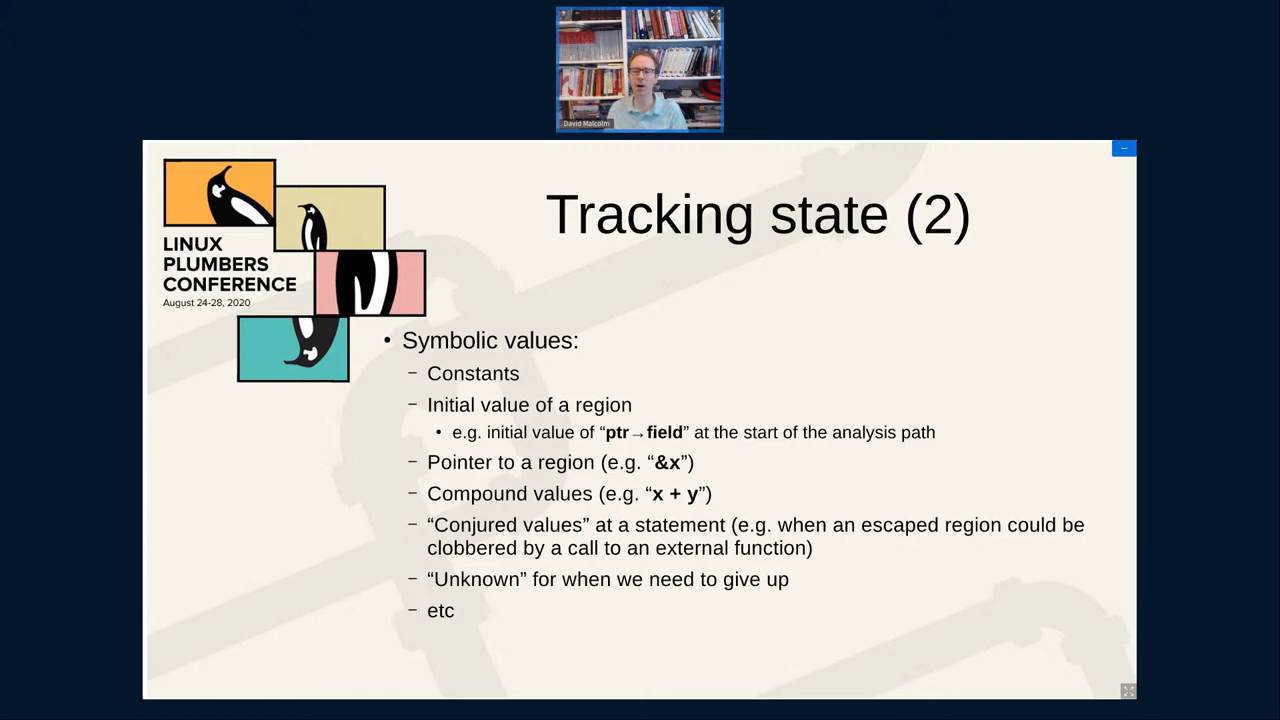 David Malcolm
LINUX
PLUMBERS
CONFERENCE
August 24-28, 2020
Tracking state (2)
• Symbolic values:
– Constants
– Initial value of a region
• e.g. initial value of “ptr→field” at the start of the analysis path
– Pointer to a region (e.g. “&x”)
– Compound values (e.g. “x + y”)
– “Conjured values” at a statement (e.g. when an escaped region could be
clobbered by a call to an external function)
– “Unknown” for when we need to give up
– etc